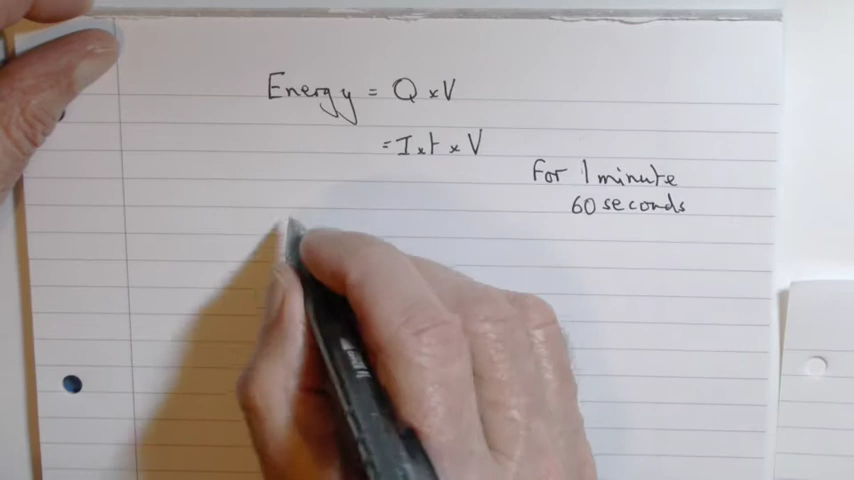 Energy = Q × V
= I × t × V
For 1 minute
60 seconds